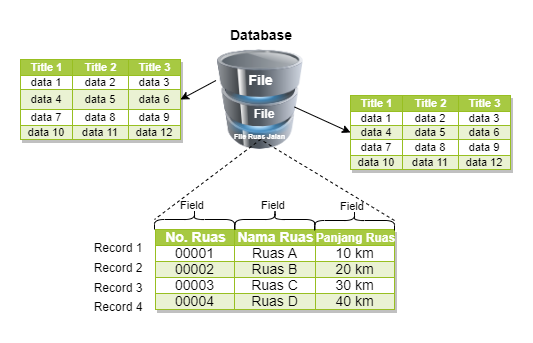 Database
File
File
File Ruas Jalan
Title 1 Title 2 Title 3
data 1 data 2 data 3
data 4 data 5 data 6
data 7 data 8 data 9
data 10 data 11 data 12
Title 1 Title 2 Title 3
data 1 data 2 data 3
data 4 data 5 data 6
data 7 data 8 data 9
data 10 data 11 data 12
Field Field Field
No. Ruas Nama Ruas Panjang Ruas
Record 1 00001 Ruas A 10 km
Record 2 00002 Ruas B 20 km
Record 3 00003 Ruas C 30 km
Record 4 00004 Ruas D 40 km